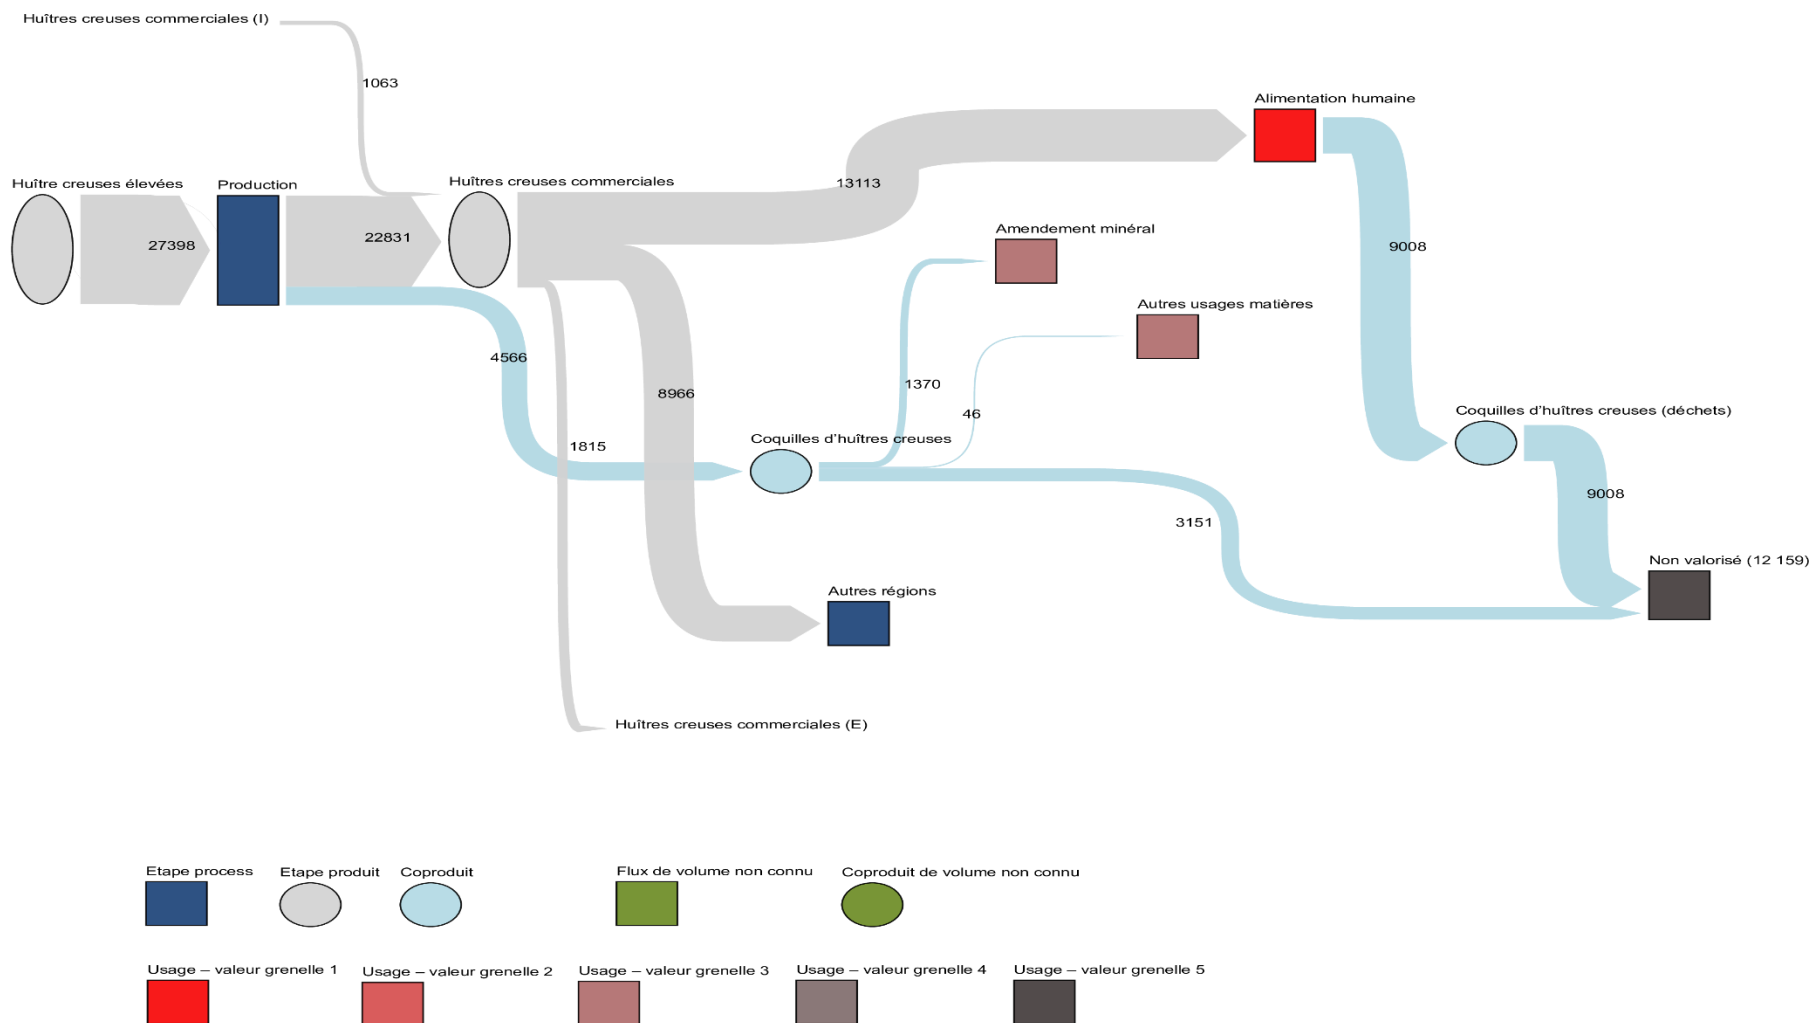 Huîtres creuses commerciales (I)
1063
Alimentation humaine
Huître creuses élevées
Production
Huîtres creuses commerciales
13113
27398
22831
Amendement minéral
9008
Autres usages matières
4566
8966
1370
46
1815
Coquilles d'huîtres creuses
Coquilles d'huîtres creuses (déchets)
9008
3151
Non valorisé (12 159)
Autres régions
Huîtres creuses commerciales (E)
Etape process
Etape produit
Coproduit
Flux de volume non connu
Coproduit de volume non connu
Usage – valeur grenelle 1
Usage – valeur grenelle 2
Usage – valeur grenelle 3
Usage – valeur grenelle 4
Usage – valeur grenelle 5